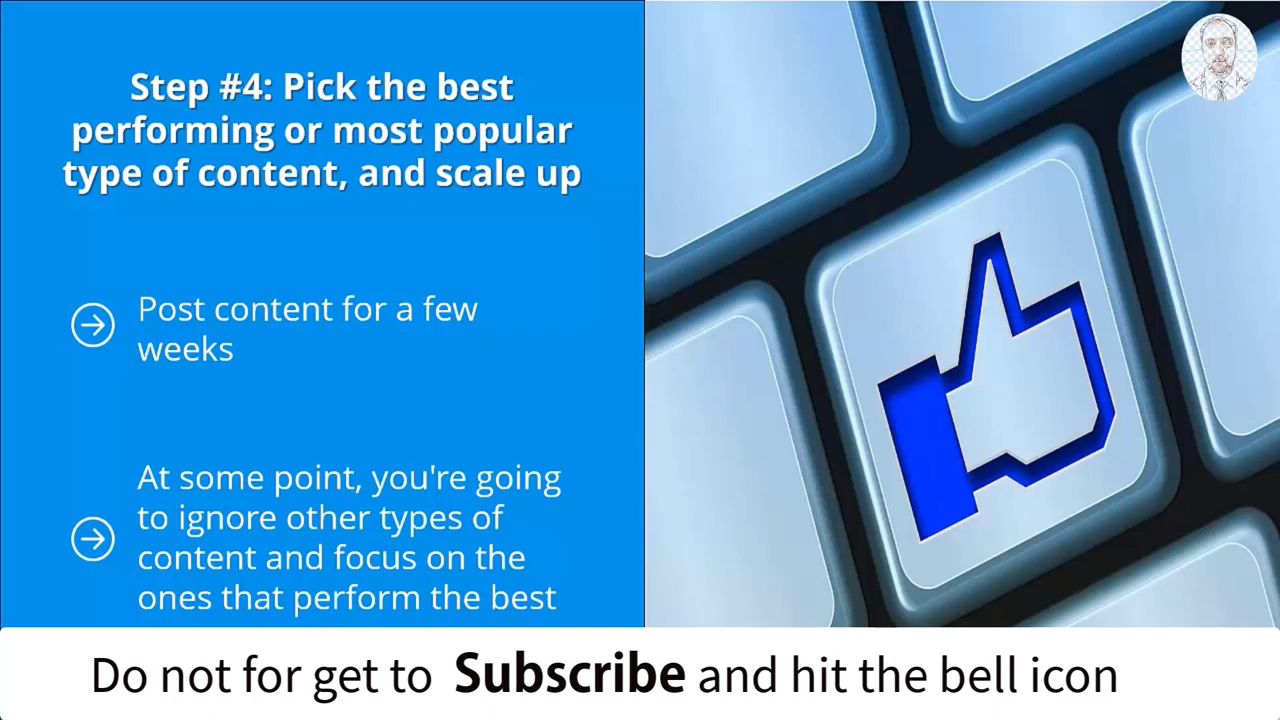 Step #4: Pick the best
performing or most popular
type of content, and scale up
Post content for a few
weeks
At some point, you're going
to ignore other types of
content and focus on the
ones that perform the best
Do not for get to Subscribe and hit the bell icon